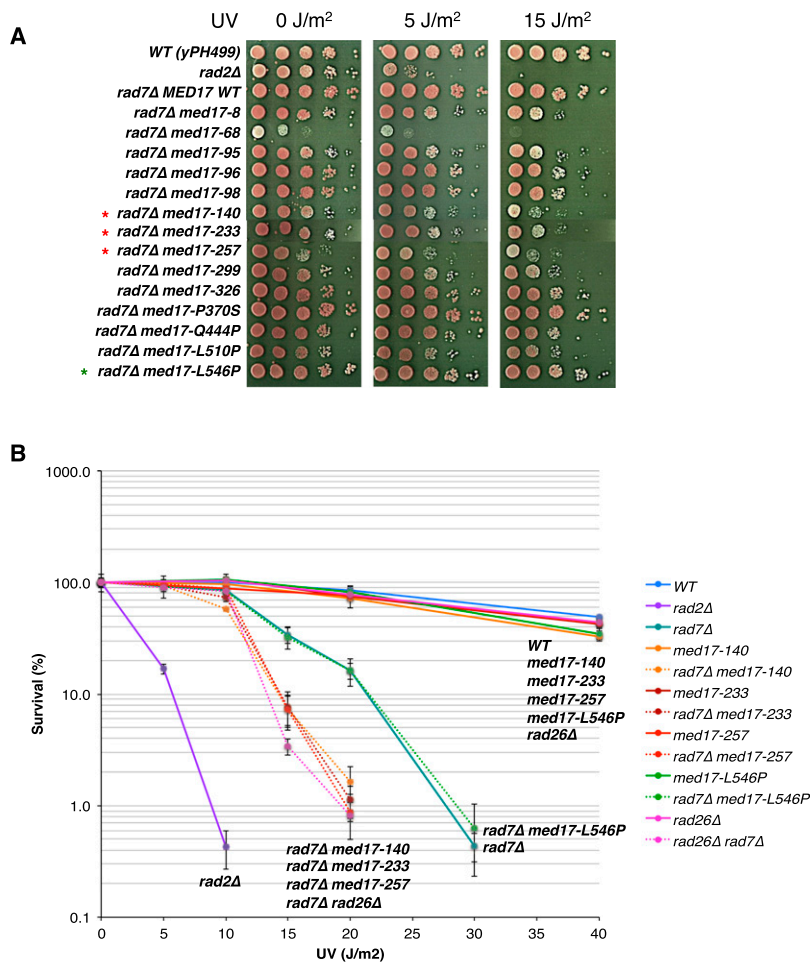 A
UV 0 J/m² 5 J/m² 15 J/m²
WT (yPH499)
rad2Δ
rad7Δ MED17 WT
rad7Δ med17-8
rad7Δ med17-68
rad7Δ med17-95
rad7Δ med17-96
rad7Δ med17-98
* rad7Δ med17-140
* rad7Δ med17-233
* rad7Δ med17-257
rad7Δ med17-299
rad7Δ med17-326
rad7Δ med17-P370S
rad7Δ med17-Q444P
rad7Δ med17-L510P
* rad7Δ med17-L546P
B
Survival (%)
1000.0
100.0
10.0
1.0
0.1
0 5 10 15 20 25 30 35 40
UV (J/m2)
WT
med17-140
med17-233
med17-257
med17-L546P
rad26Δ
rad7Δ med17-L546P
rad7Δ
rad7Δ med17-140
rad7Δ med17-233
rad7Δ med17-257
rad7Δ rad26Δ
rad2Δ
WT
rad2Δ
rad7Δ
med17-140
rad7Δ med17-140
med17-233
rad7Δ med17-233
med17-257
rad7Δ med17-257
med17-L546P
rad7Δ med17-L546P
rad26Δ
rad26Δ rad7Δ